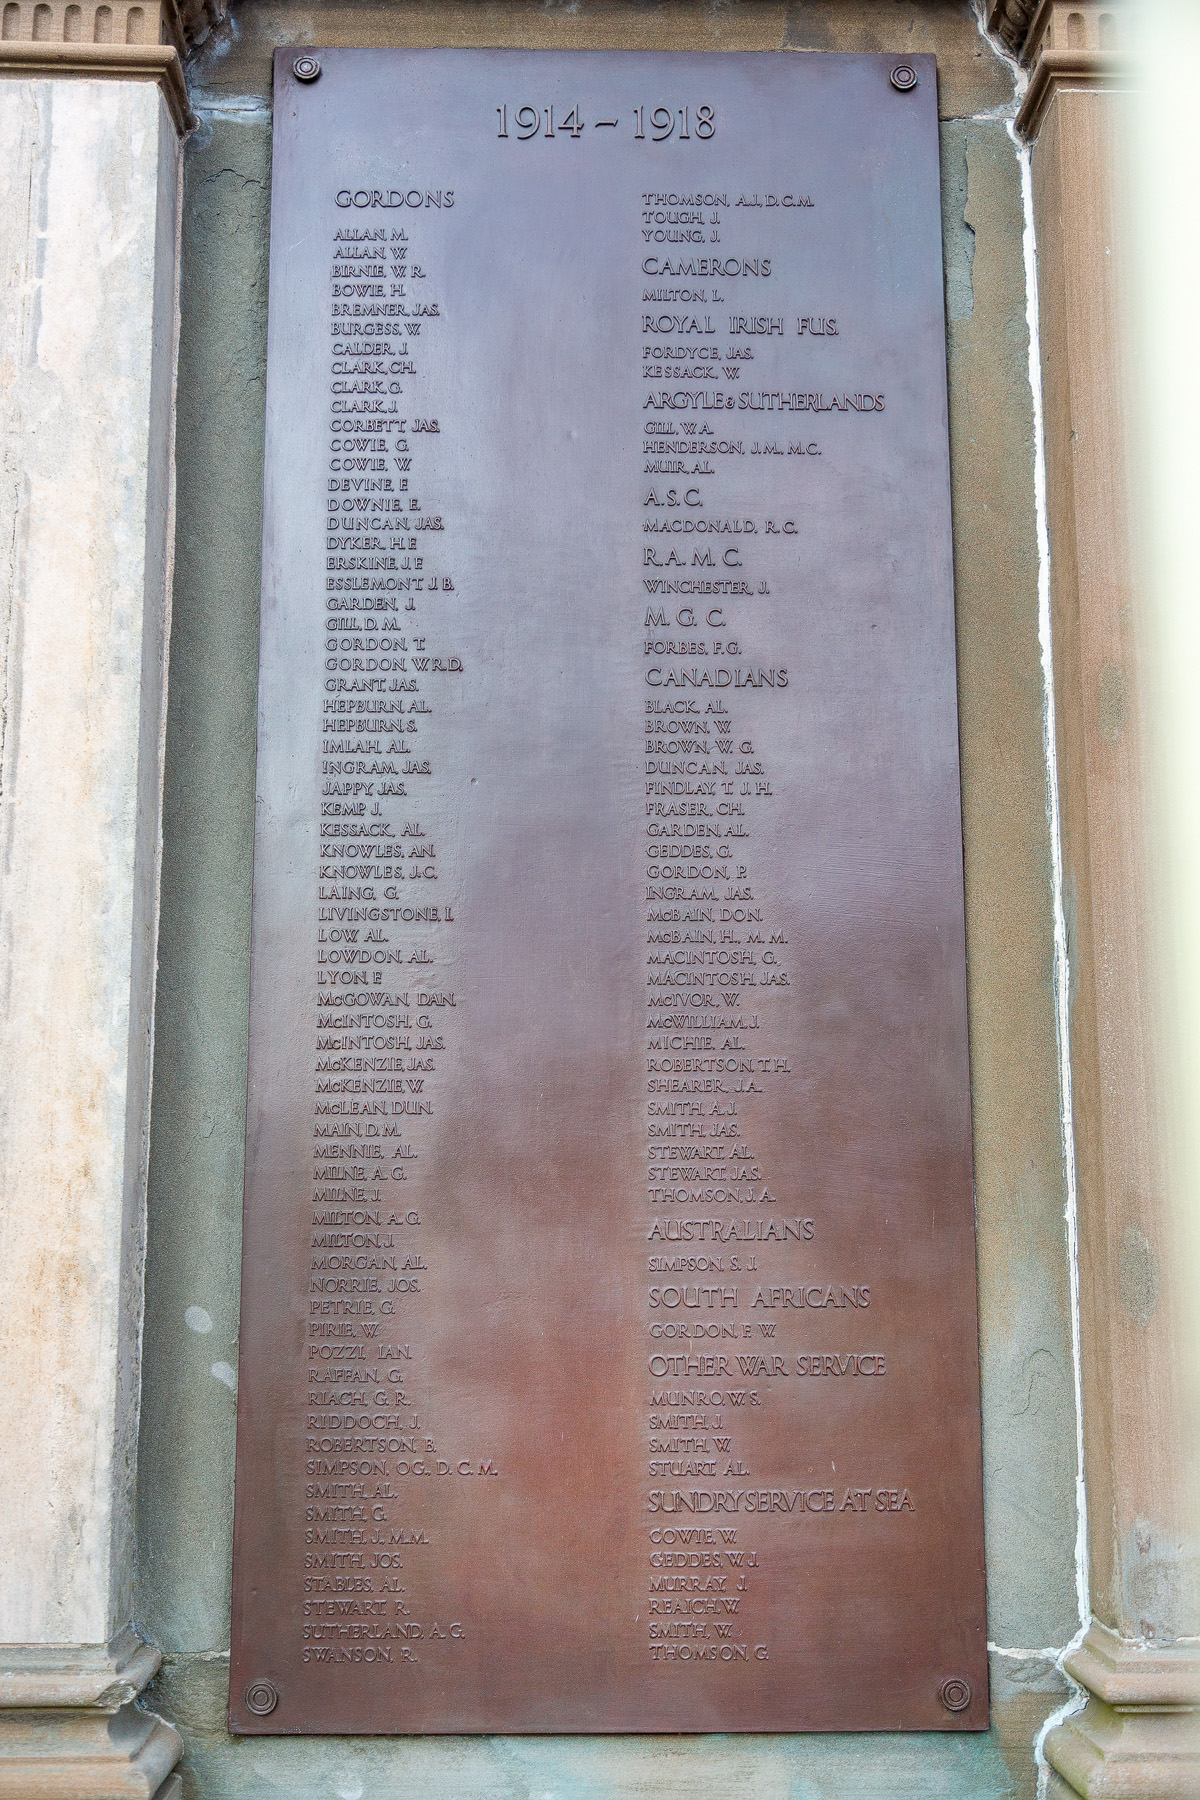 1914 – 1918
GORDONS
ALLAN, M.
ALLAN, W.
BIRNIE, W. R.
BOWIE, H.
BREMNER, JAS.
BURGESS, W.
CALDER, J.
CLARK, CH.
CLARK, G.
CLARK, J.
CORBETT, JAS.
COWIE, G.
COWIE, W.
DEVINE, F.
DOWNIE, E.
DUNCAN, JAS.
DYKER, H. F.
ERSKINE, J. F.
ESSLEMONT J. B.
GARDEN, J.
GILL, D. M.
GORDON, T.
GORDON, W. R. D.
GRANT, JAS.
HEPBURN, AL.
HEPBURN, S.
IMLAH, AL.
INGRAM, JAS.
JAPPY, JAS.
KEMP, J.
KESSACK, AL.
KNOWLES, AN.
KNOWLES, J. C.
LAING, G.
LIVINGSTONE, I.
LOW, AL.
LOWDON, AL.
LYON, F.
McGOWAN, DAN.
McINTOSH, G.
McINTOSH, JAS.
McKENZIE, JAS.
McKENZIE, W.
McLEAN, DUN.
MAIN, D. M.
MENNIE, AL.
MILNE, A. G.
MILNE, J.
MILTON, A. G.
MILTON, J.
MORGAN, AL.
NORRIE, JOS.
PETRIE, G.
PIRIE, W.
POZZI, IAN.
RAFFAN, G.
RIACH, G. R.
RIDDOCH, J.
ROBERTSON, B.
SIMPSON, OG., D. C. M.
SMITH, AL.
SMITH, G.
SMITH, J., M.M.
SMITH, JOS.
STABLES, AL.
STEWART, R.
SUTHERLAND, A. G.
SWANSON, R.
THOMSON, A.J., D.C.M.
TOUGH, J.
YOUNG, J.
CAMERONS
MILTON, L.
ROYAL IRISH FUS.
FORDYCE, JAS.
KESSACK, W.
ARGYLE & SUTHERLANDS
GILL, W. A.
HENDERSON, J. M., M. C.
MUIR, AL.
A. S. C.
MACDONALD, R. C.
R. A. M. C.
WINCHESTER, J.
M. G. C.
FORBES, F. G.
CANADIANS
BLACK, AL.
BROWN, W.
BROWN, W. G.
DUNCAN, JAS.
FINDLAY, T. J. H.
FRASER, CH.
GARDEN, AL.
GEDDES, G.
GORDON, P.
INGRAM, JAS.
McBAIN, DON.
McBAIN, H., M. M.
MACINTOSH, G.
MACINTOSH, JAS.
McIVOR, W.
McWILLIAM, J.
MICHIE, AL.
ROBERTSON, T. H.
SHEARER, J. A.
SMITH, A. J.
SMITH, JAS.
STEWART, AL.
STEWART, JAS.
THOMSON, J. A.
AUSTRALIANS
SIMPSON, S. J.
SOUTH AFRICANS
GORDON, F. W.
OTHER WAR SERVICE
MUNRO, W. S.
SMITH, J.
SMITH, W.
STUART, AL.
SUNDRY SERVICE AT SEA
COWIE, W.
GEDDES, W. J.
MURRAY, J.
REAICH, W.
SMITH, W.
THOMSON, G.